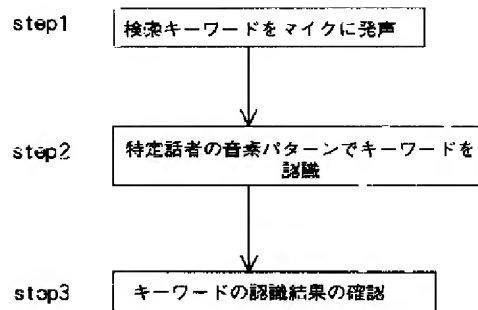 step1
検索キーワードをマイクに発声
step2
特定話者の音素パターンでキーワードを
認識
step3
キーワードの認識結果の確認